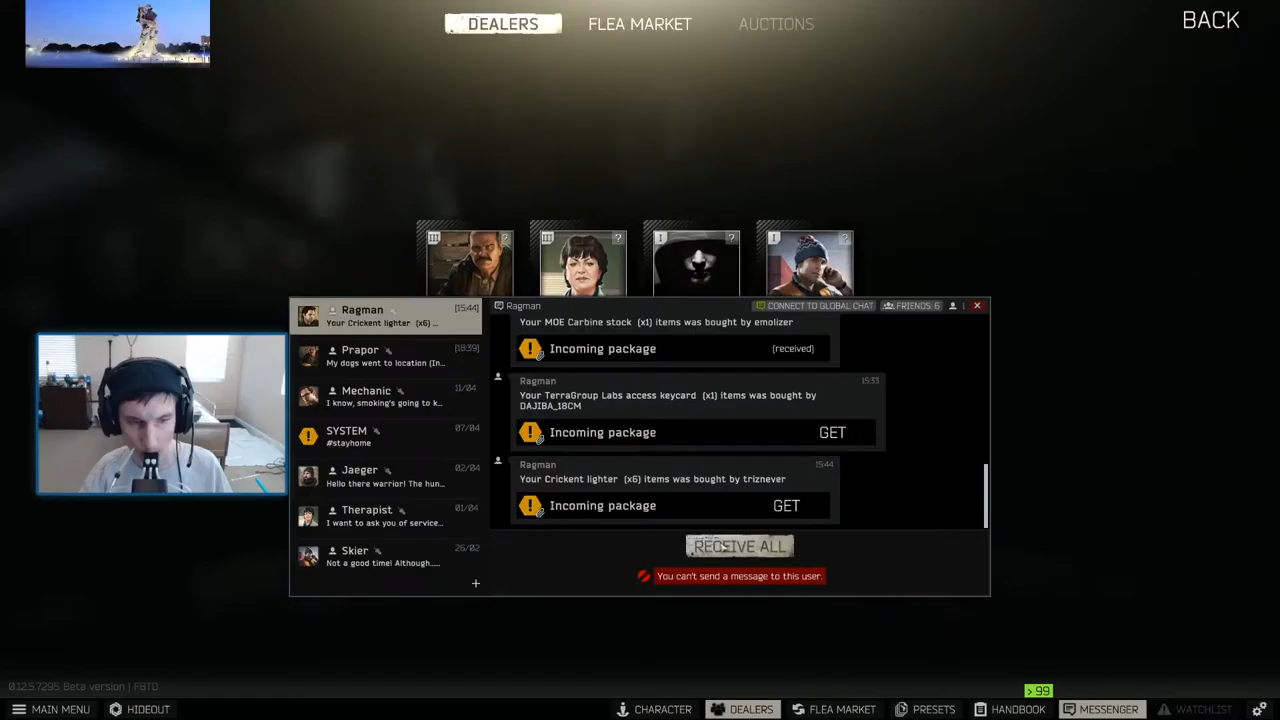 DEALERS
FLEA MARKET
AUCTIONS
BACK
III ?
III ?
I ?
I ?
Ragman [15:44]
Your Crickent lighter (x6) ...
Prapor [18:39]
My dogs went to location (In...
Mechanic 11/04
I know, smoking's going to k...
SYSTEM 07/04
#stayhome
Jaeger 02/04
Hello there warrior! The hun...
Therapist 01/04
I want to ask you of service...
Skier 26/02
Not a good time! Although....
+
Ragman
CONNECT TO GLOBAL CHAT
FRIENDS: 6
Your MOE Carbine stock (x1) items was bought by emolizer
Incoming package (received)
Ragman 15:33
Your TerraGroup Labs access keycard (x1) items was bought by
DAJIBA_18CM
Incoming package GET
Ragman 15:44
Your Crickent lighter (x6) items was bought by triznever
Incoming package GET
RECEIVE ALL
You can't send a message to this user.
0.12.5.7295 Beta version | FBTD
> 99
MAIN MENU
HIDEOUT
CHARACTER
DEALERS
FLEA MARKET
PRESETS
HANDBOOK
MESSENGER
WATCHLIST